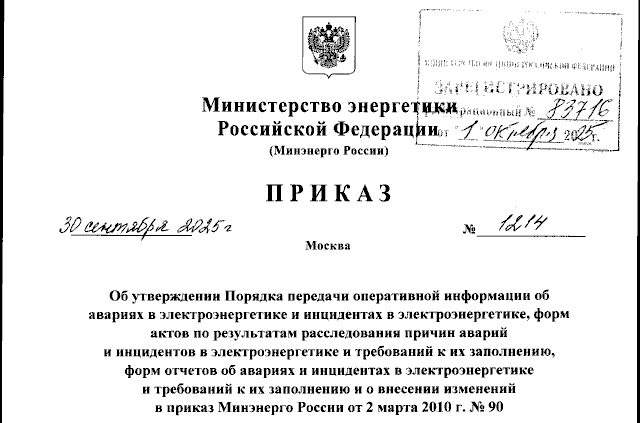 МИНИСТЕРСТВО ЮСТИЦИИ РОССИЙСКОЙ ФЕДЕРАЦИИ
ЗАРЕГИСТРИРОВАНО
Регистрационный № 83716
от "1" октября 2025 г.
Министерство энергетики
Российской Федерации
(Минэнерго России)
ПРИКАЗ
30 сентября 2025 г № 1214
Москва
Об утверждении Порядка передачи оперативной информации об
авариях в электроэнергетике и инцидентах в электроэнергетике, форм
актов по результатам расследования причин аварий
и инцидентов в электроэнергетике и требований к их заполнению,
форм отчетов об авариях и инцидентах в электроэнергетике
и требований к их заполнению и о внесении изменений
в приказ Минэнерго России от 2 марта 2010 г. № 90